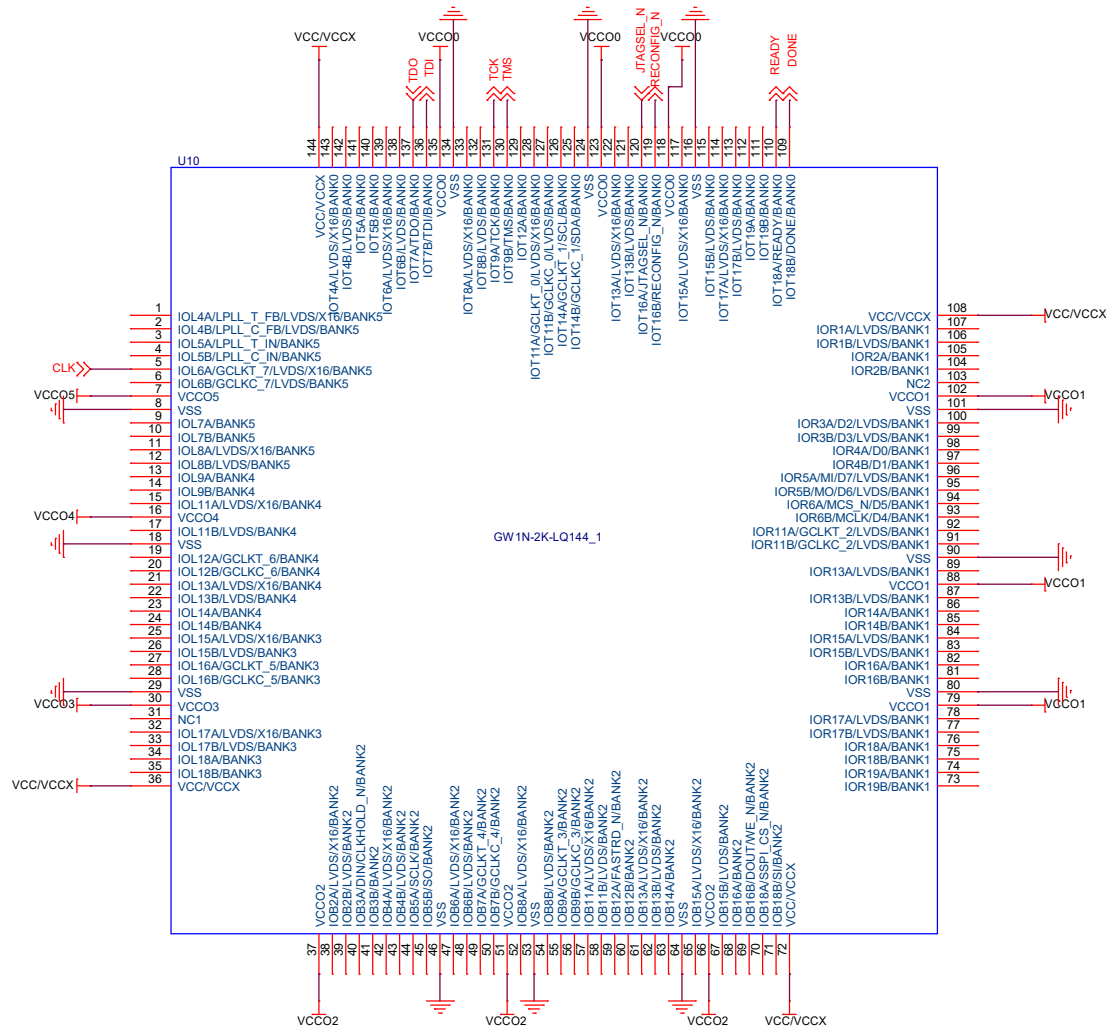 VCC/VCCX
VCCO0
VCCO0
VCCO0
TDO
TDI
TCK
TMS
JTAGSEL_N
RECONFIG_N
READY
DONE
144
143
142
141
140
139
138
137
136
135
134
133
132
131
130
129
128
127
126
125
124
123
122
121
120
119
118
117
116
115
114
113
112
111
110
109
U10
VCC/VCCX
IOT4A/LVDS/X16/BANK0
IOT4B/LVDS/BANK0
IOT5A/BANK0
IOT5B/BANK0
IOT6A/LVDS/X16/BANK0
IOT6B/LVDS/BANK0
IOT7A/TDO/BANK0
IOT7B/TDI/BANK0
VCCO0
VSS
IOT8A/LVDS/X16/BANK0
IOT8B/LVDS/BANK0
IOT9A/TCK/BANK0
IOT9B/TMS/BANK0
IOT12A/BANK0
IOT11A/GCLKT_0/LVDS/X16/BANK0
IOT11B/GCLKC_0/LVDS/BANK0
IOT14A/GCLKT_1/SCL/BANK0
IOT14B/GCLKC_1/SDA/BANK0
VSS
VCCO0
IOT13A/LVDS/X16/BANK0
IOT13B/LVDS/BANK0
IOT16A/JTAGSEL_N/BANK0
IOT16B/RECONFIG_N/BANK0
VCCO0
IOT15A/LVDS/X16/BANK0
VSS
IOT15B/LVDS/BANK0
IOT17A/LVDS/X16/BANK0
IOT17B/LVDS/BANK0
IOT19A/BANK0
IOT19B/BANK0
IOT18A/READY/BANK0
IOT18B/DONE/BANK0
1 IOL4A/LPLL_T_FB/LVDS/X16/BANK5
2 IOL4B/LPLL_C_FB/LVDS/BANK5
3 IOL5A/LPLL_T_IN/BANK5
4 IOL5B/LPLL_C_IN/BANK5
CLK 5 IOL6A/GCLKT_7/LVDS/X16/BANK5
6 IOL6B/GCLKC_7/LVDS/BANK5
VCCO5 7 VCCO5
8 VSS
9 IOL7A/BANK5
10 IOL7B/BANK5
11 IOL8A/LVDS/X16/BANK5
12 IOL8B/LVDS/BANK5
13 IOL9A/BANK4
14 IOL9B/BANK4
15 IOL11A/LVDS/X16/BANK4
VCCO4 16 VCCO4
17 IOL11B/LVDS/BANK4
18 VSS
19 IOL12A/GCLKT_6/BANK4
20 IOL12B/GCLKC_6/BANK4
21 IOL13A/LVDS/X16/BANK4
22 IOL13B/LVDS/BANK4
23 IOL14A/BANK4
24 IOL14B/BANK4
25 IOL15A/LVDS/X16/BANK3
26 IOL15B/LVDS/BANK3
27 IOL16A/GCLKT_5/BANK3
28 IOL16B/GCLKC_5/BANK3
29 VSS
VCCO3 30 VCCO3
31 NC1
32 IOL17A/LVDS/X16/BANK3
33 IOL17B/LVDS/BANK3
34 IOL18A/BANK3
35 IOL18B/BANK3
VCC/VCCX 36 VCC/VCCX
GW1N-2K-LQ144_1
VCC/VCCX 108 VCC/VCCX
IOR1A/LVDS/BANK1 107
IOR1B/LVDS/BANK1 106
IOR2A/BANK1 105
IOR2B/BANK1 104
NC2 103
VCCO1 102 VCCO1
VSS 101
IOR3A/D2/LVDS/BANK1 100
IOR3B/D3/LVDS/BANK1 99
IOR4A/D0/BANK1 98
IOR4B/D1/BANK1 97
IOR5A/MI/D7/LVDS/BANK1 96
IOR5B/MO/D6/LVDS/BANK1 95
IOR6A/MCS_N/D5/BANK1 94
IOR6B/MCLK/D4/BANK1 93
IOR11A/GCLKT_2/LVDS/BANK1 92
IOR11B/GCLKC_2/LVDS/BANK1 91
VSS 90
IOR13A/LVDS/BANK1 89
VCCO1 88 VCCO1
IOR13B/LVDS/BANK1 87
IOR14A/BANK1 86
IOR14B/BANK1 85
IOR15A/LVDS/BANK1 84
IOR15B/LVDS/BANK1 83
IOR16A/BANK1 82
IOR16B/BANK1 81
VSS 80
VCCO1 79 VCCO1
IOR17A/LVDS/BANK1 78
IOR17B/LVDS/BANK1 77
IOR18A/BANK1 76
IOR18B/BANK1 75
IOR19A/BANK1 74
IOR19B/BANK1 73
VCCO2
IOB2A/LVDS/X16/BANK2
IOB2B/LVDS/BANK2
IOB3A/DIN/CLKHOLD_N/BANK2
IOB3B/BANK2
IOB4A/LVDS/X16/BANK2
IOB4B/LVDS/BANK2
IOB5A/SCLK/BANK2
IOB5B/SO/BANK2
VSS
IOB6A/LVDS/X16/BANK2
IOB6B/LVDS/BANK2
IOB7A/GCLKT_4/BANK2
IOB7B/GCLKC_4/BANK2
VCCO2
IOB8A/LVDS/X16/BANK2
VSS
IOB8B/LVDS/BANK2
IOB9A/GCLKT_3/BANK2
IOB9B/GCLKC_3/BANK2
IOB11A/LVDS/X16/BANK2
IOB11B/LVDS/BANK2
IOB12A/FASTRD_N/BANK2
IOB12B/BANK2
IOB13A/LVDS/X16/BANK2
IOB13B/LVDS/BANK2
IOB14A/BANK2
VSS
IOB15A/LVDS/X16/BANK2
VCCO2
IOB15B/LVDS/BANK2
IOB16A/BANK2
IOB16B/DOUT/WE_N/BANK2
IOB18A/SSPI_CS_N/BANK2
IOB18B/SI/BANK2
VCC/VCCX
37
38
39
40
41
42
43
44
45
46
47
48
49
50
51
52
53
54
55
56
57
58
59
60
61
62
63
64
65
66
67
68
69
70
71
72
VCCO2
VCCO2
VCCO2
VCC/VCCX